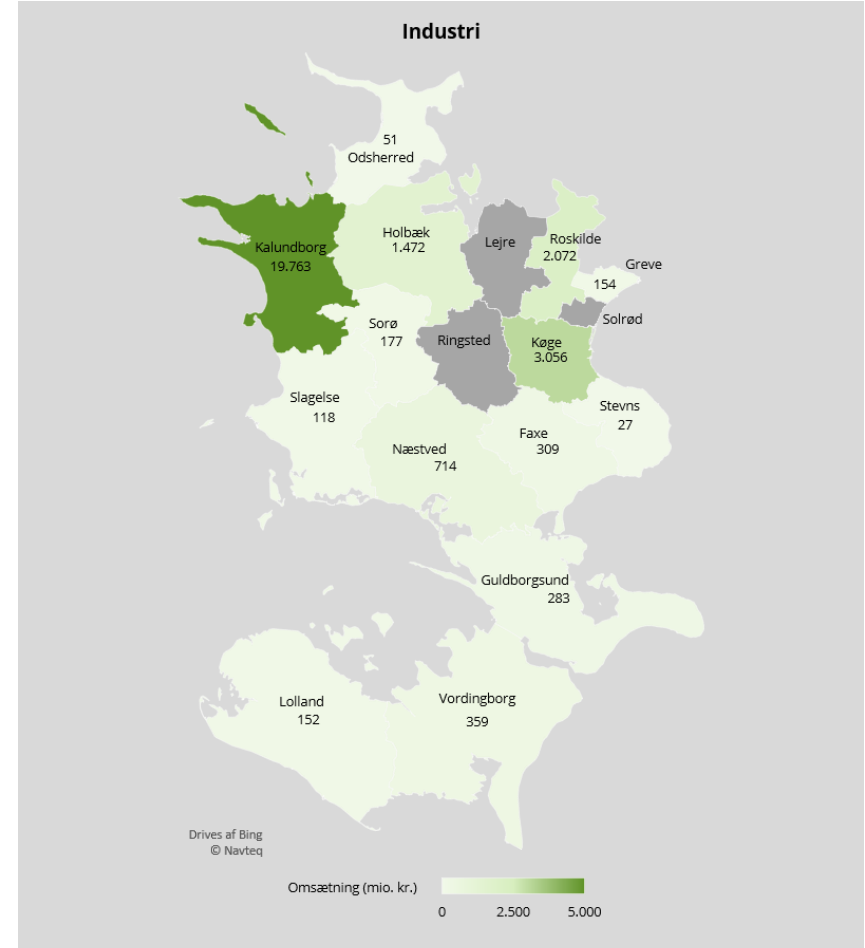 Industri
51
Odsherred
Holbæk
1.472
Kalundborg
19.763
Lejre
Roskilde
2.072
Greve
154
Solrød
Sorø
177
Ringsted
Køge
3.056
Slagelse
118
Stevns
27
Faxe
309
Næstved
714
Guldborgsund
283
Lolland
152
Vordingborg
359
Drives af Bing
© Navteq
Omsætning (mio. kr.)
0 2.500 5.000